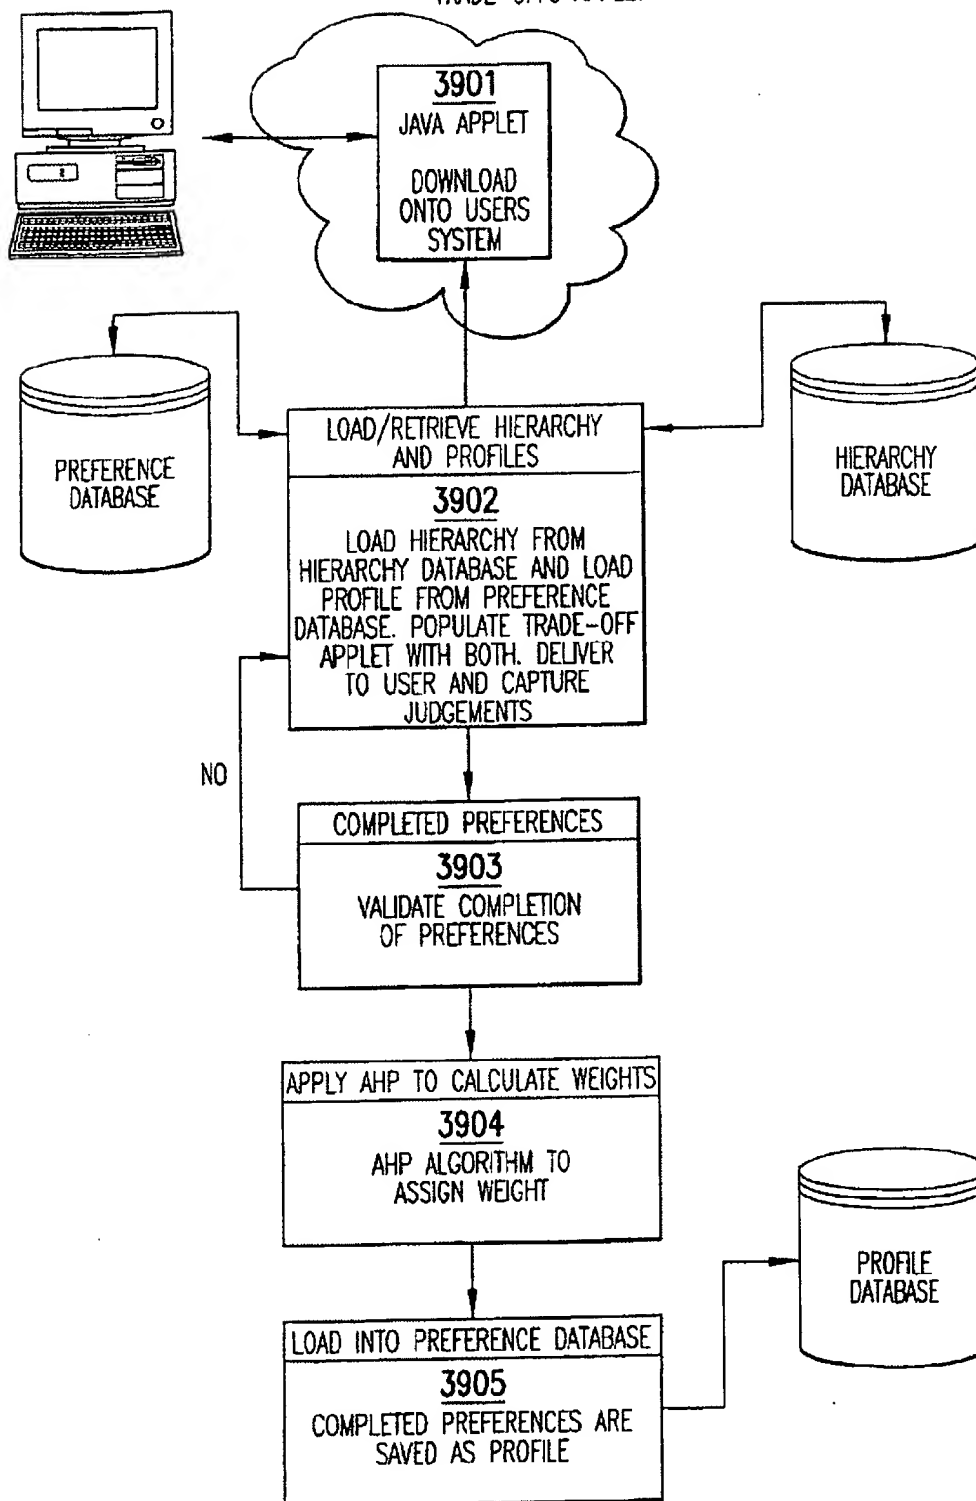 3901
JAVA APPLET
DOWNLOAD
ONTO USERS
SYSTEM
PREFERENCE
DATABASE
LOAD/RETRIEVE HIERARCHY
AND PROFILES
3902
LOAD HIERARCHY FROM
HIERARCHY DATABASE AND LOAD
PROFILE FROM PREFERENCE
DATABASE. POPULATE TRADE-OFF
APPLET WITH BOTH. DELIVER
TO USER AND CAPTURE
JUDGEMENTS
HIERARCHY
DATABASE
NO
COMPLETED PREFERENCES
3903
VALIDATE COMPLETION
OF PREFERENCES
APPLY AHP TO CALCULATE WEIGHTS
3904
AHP ALGORITHM TO
ASSIGN WEIGHT
PROFILE
DATABASE
LOAD INTO PREFERENCE DATABASE
3905
COMPLETED PREFERENCES ARE
SAVED AS PROFILE